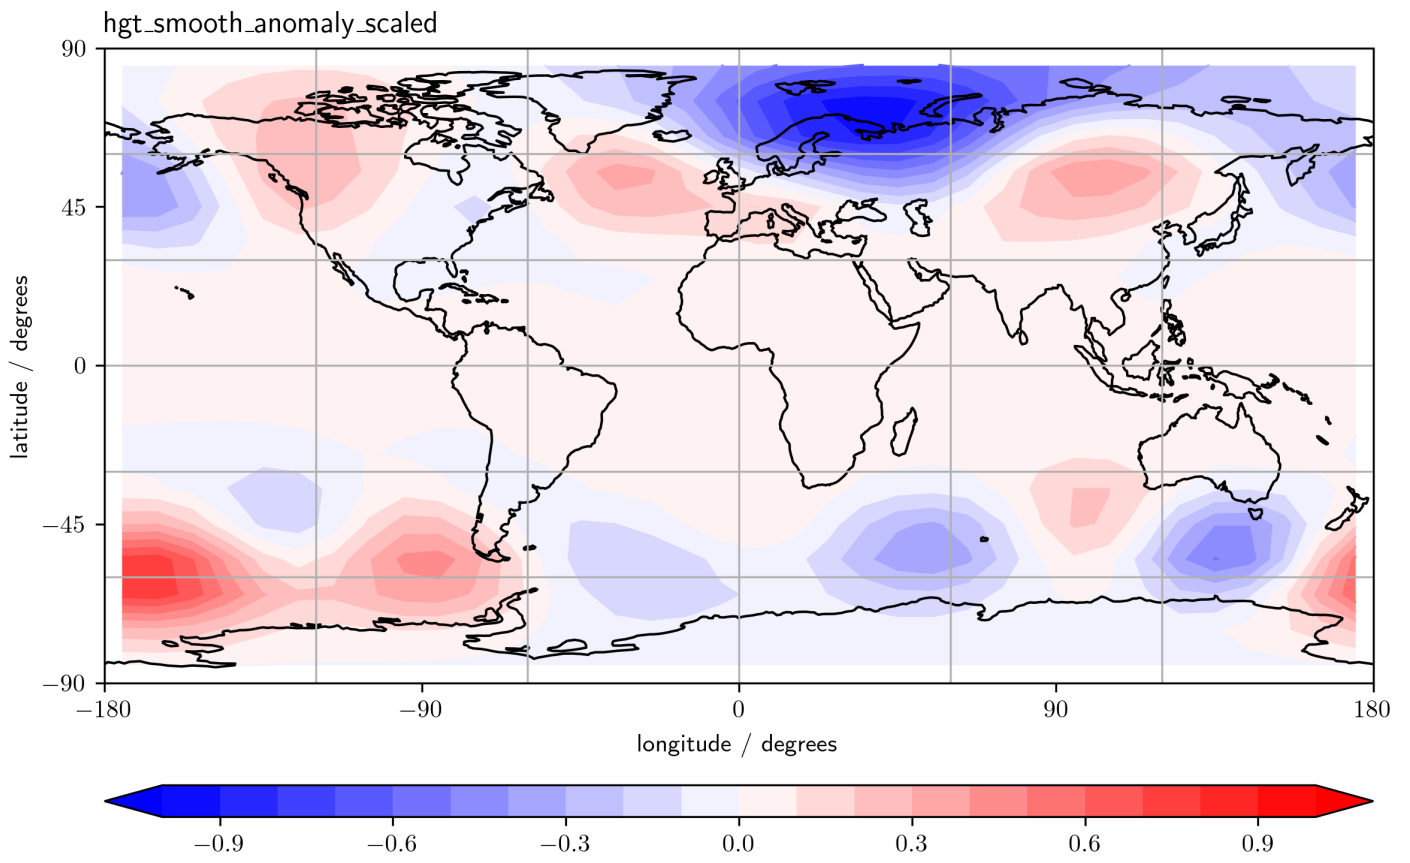 hgt_smooth_anomaly_scaled
90
45
0
−45
−90
latitude / degrees
−180 −90 0 90 180
longitude / degrees
−0.9 −0.6 −0.3 0.0 0.3 0.6 0.9